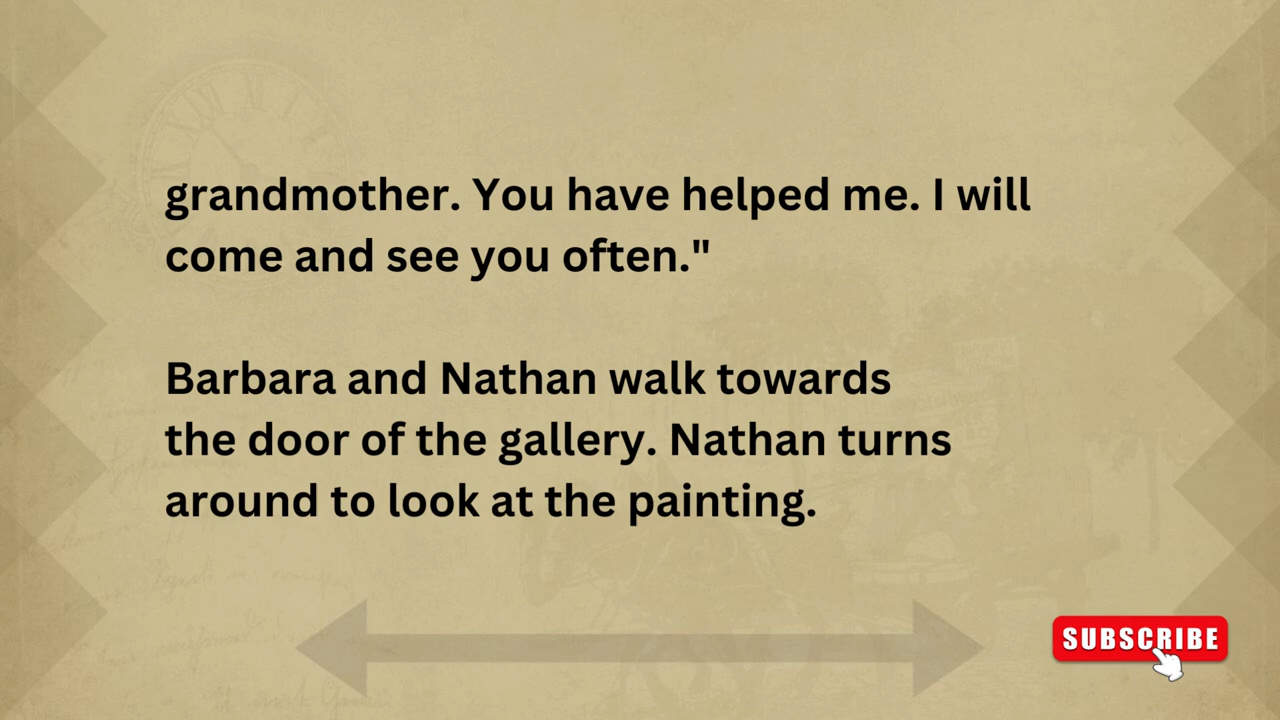 grandmother. You have helped me. I will
come and see you often."
Barbara and Nathan walk towards
the door of the gallery. Nathan turns
around to look at the painting.
SUBSCRIBE